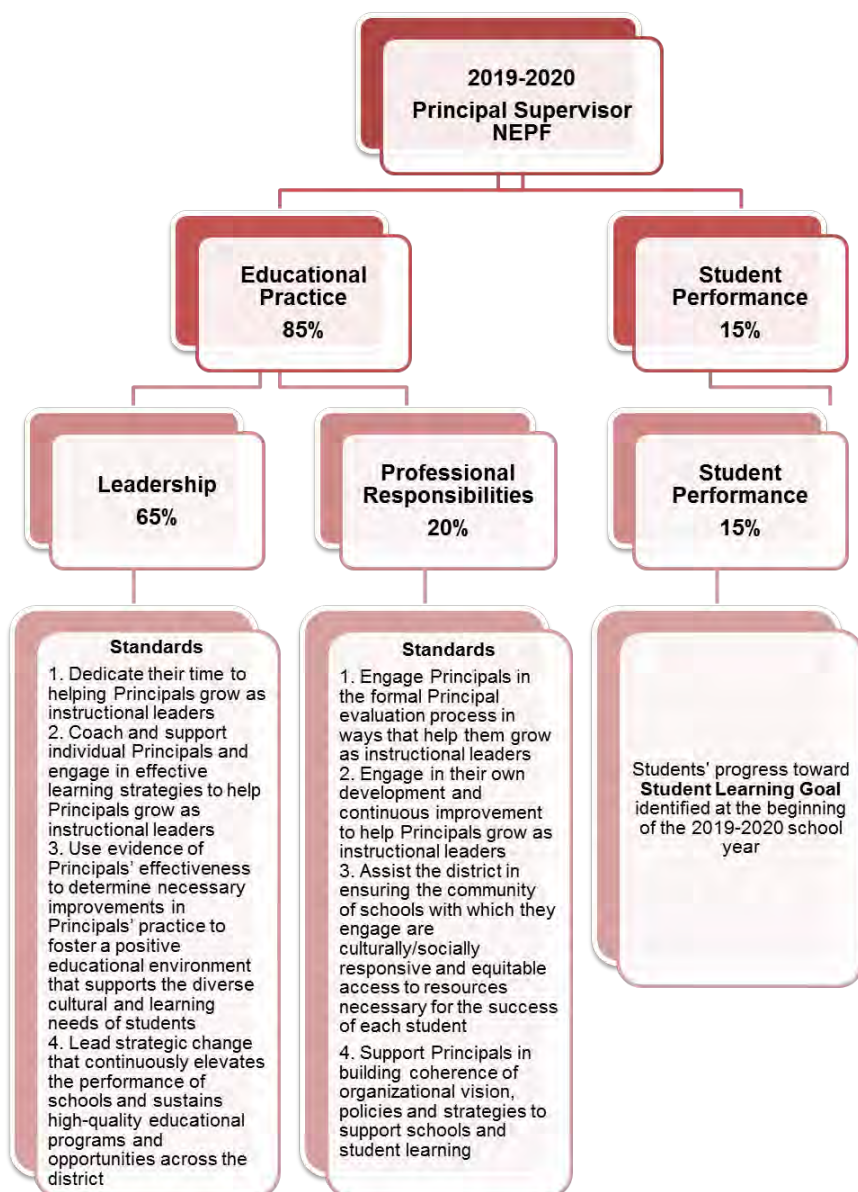 2019-2020
Principal Supervisor
NEPF
Educational
Practice
85%
Student
Performance
15%
Leadership
65%
Professional
Responsibilities
20%
Student
Performance
15%
Standards
1. Dedicate their time to
helping Principals grow as
instructional leaders
2. Coach and support
individual Principals and
engage in effective
learning strategies to help
Principals grow as
instructional leaders
3. Use evidence of
Principals' effectiveness
to determine necessary
improvements in
Principals' practice to
foster a positive
educational environment
that supports the diverse
cultural and learning
needs of students
4. Lead strategic change
that continuously elevates
the performance of
schools and sustains
high-quality educational
programs and
opportunities across the
district
Standards
1. Engage Principals in
the formal Principal
evaluation process in
ways that help them grow
as instructional leaders
2. Engage in their own
development and
continuous improvement
to help Principals grow as
instructional leaders
3. Assist the district in
ensuring the community
of schools with which they
engage are
culturally/socially
responsive and equitable
access to resources
necessary for the success
of each student
4. Support Principals in
building coherence of
organizational vision,
policies and strategies to
support schools and
student learning
Students' progress toward
Student Learning Goal
identified at the beginning
of the 2019-2020 school
year